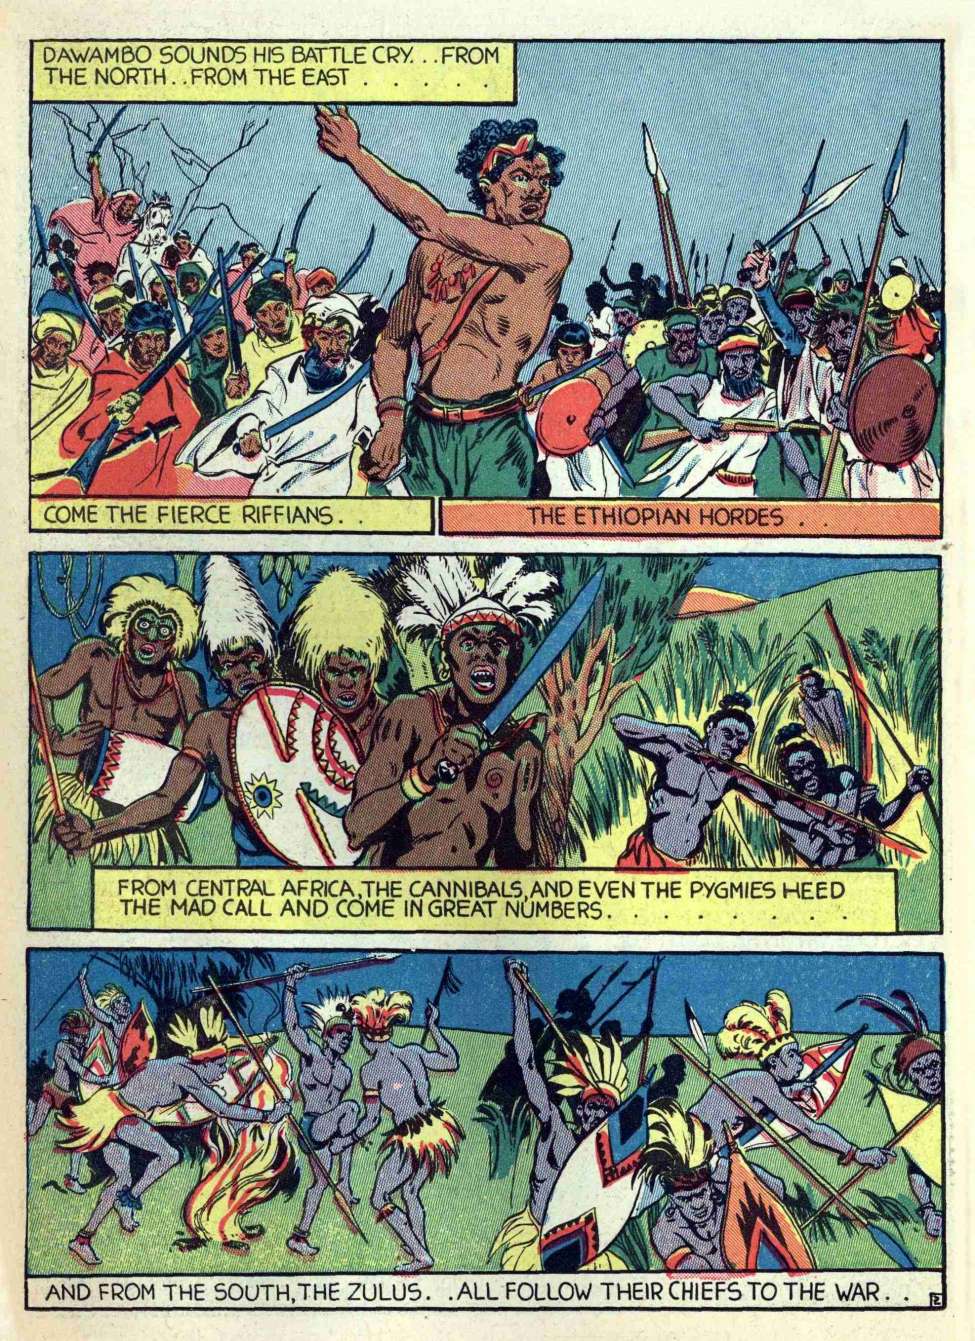 DAWAMBO SOUNDS HIS BATTLE CRY. . .FROM
THE NORTH. .FROM THE EAST . . . . . .
COME THE FIERCE RIFFIANS. .
THE ETHIOPIAN HORDES . .
FROM CENTRAL AFRICA, THE CANNIBALS, AND EVEN THE PYGMIES HEED
THE MAD CALL AND COME IN GREAT NUMBERS. . . . . . . . .
AND FROM THE SOUTH, THE ZULUS. . .ALL FOLLOW THEIR CHIEFS TO THE WAR. . .
2